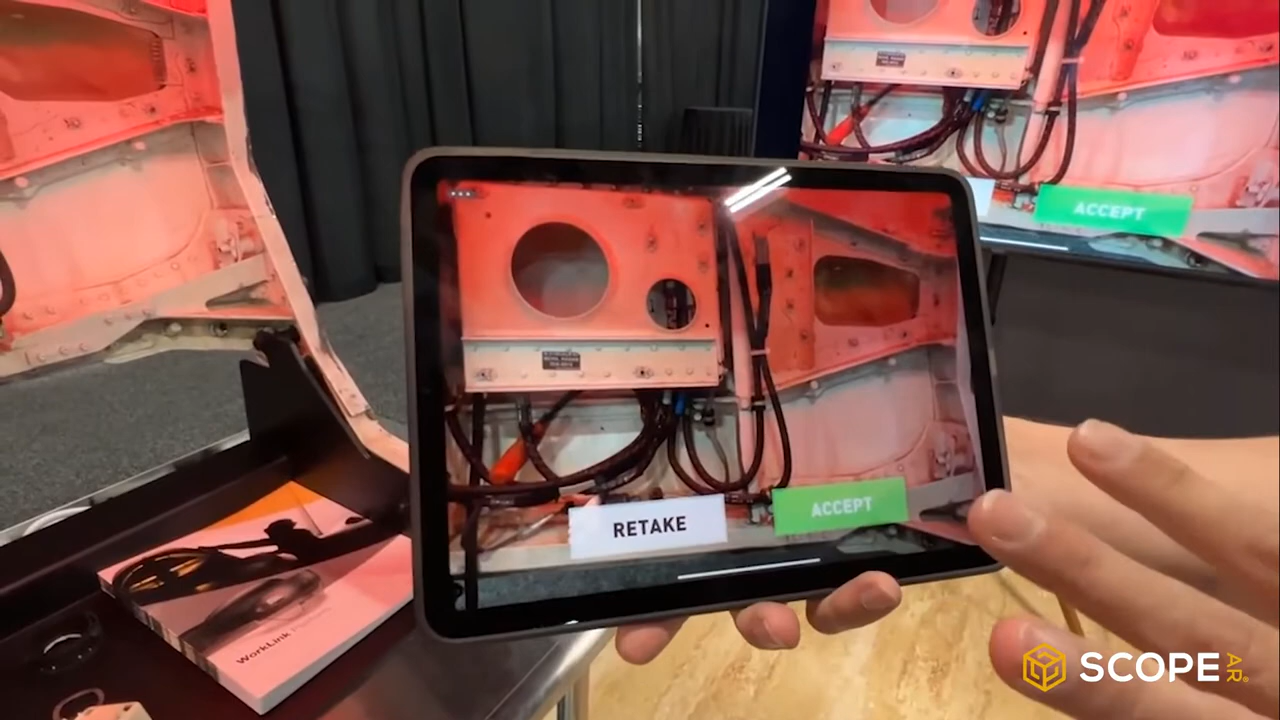 ACCEPT
RETAKE
ACCEPT
WorkLink
SCOPE AR®